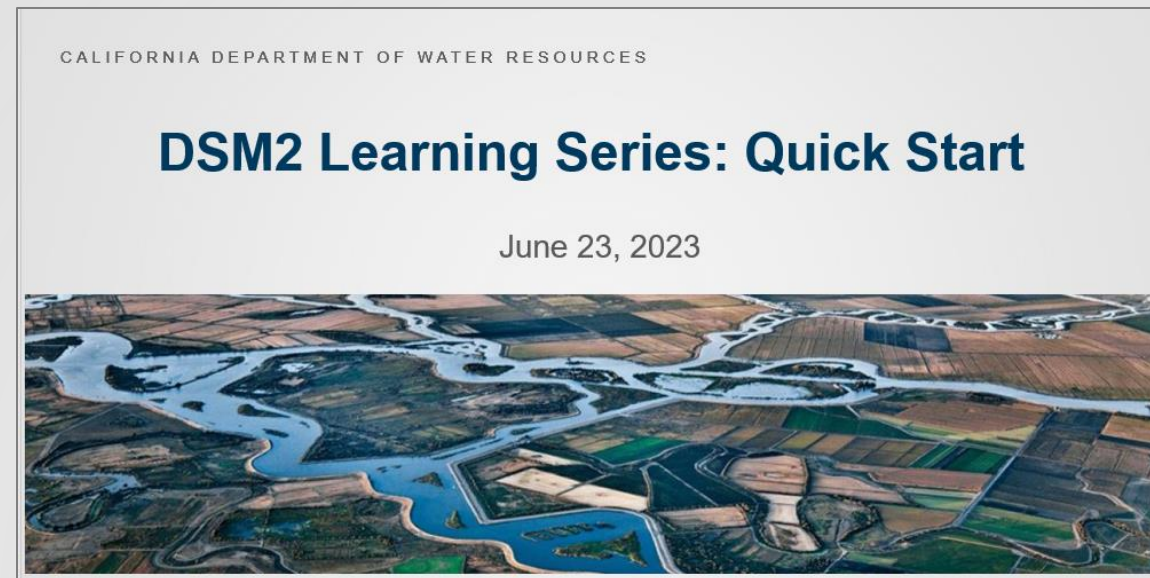 CALIFORNIA DEPARTMENT OF WATER RESOURCES
DSM2 Learning Series: Quick Start
June 23, 2023